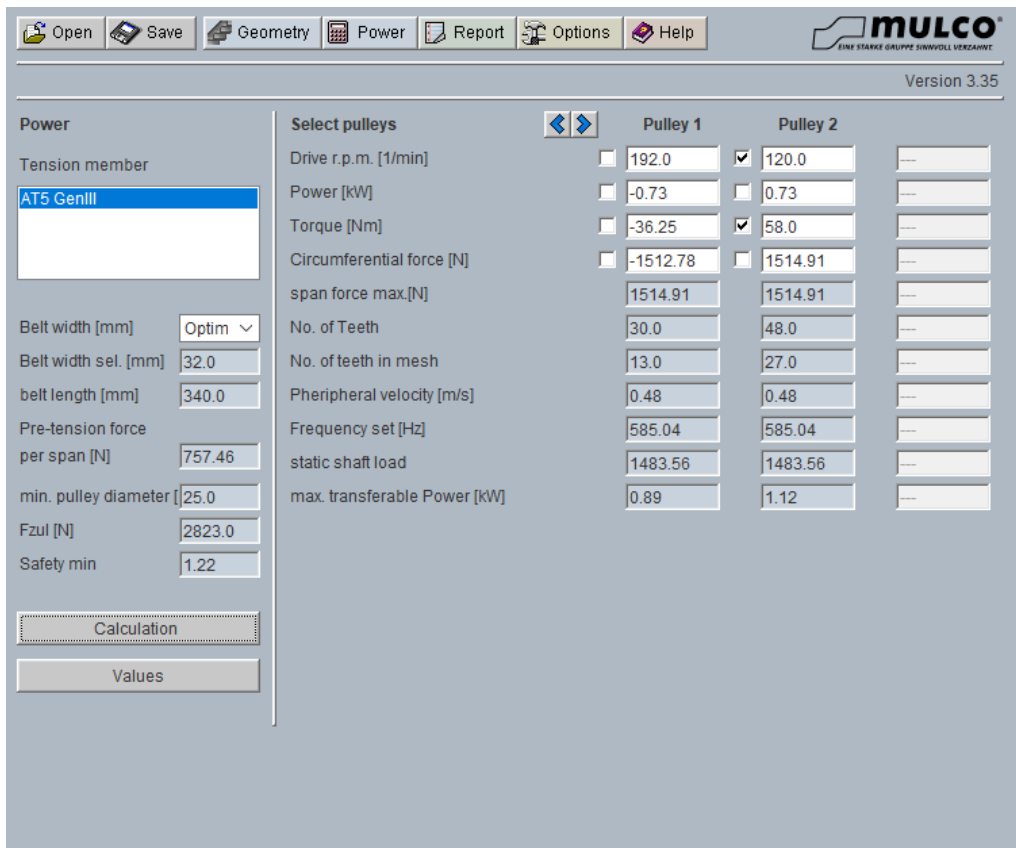 Open Save Geometry Power Report Options Help
MULCO
EINE STARKE GRUPPE SINNVOLL VERZAHNT
Version 3.35
Power
Tension member
AT5 GenIII
Belt width [mm] Optim
Belt width sel. [mm] 32.0
belt length [mm] 340.0
Pre-tension force
per span [N] 757.46
min. pulley diameter [ 25.0
Fzul [N] 2823.0
Safety min 1.22
Calculation
Values
Select pulleys Pulley 1 Pulley 2
Drive r.p.m. [1/min] 192.0 120.0 ---
Power [kW] -0.73 0.73 ---
Torque [Nm] -36.25 58.0 ---
Circumferential force [N] -1512.78 1514.91 ---
span force max.[N] 1514.91 1514.91 ---
No. of Teeth 30.0 48.0 ---
No. of teeth in mesh 13.0 27.0 ---
Pheripheral velocity [m/s] 0.48 0.48 ---
Frequency set [Hz] 585.04 585.04 ---
static shaft load 1483.56 1483.56 ---
max. transferable Power [kW] 0.89 1.12 ---